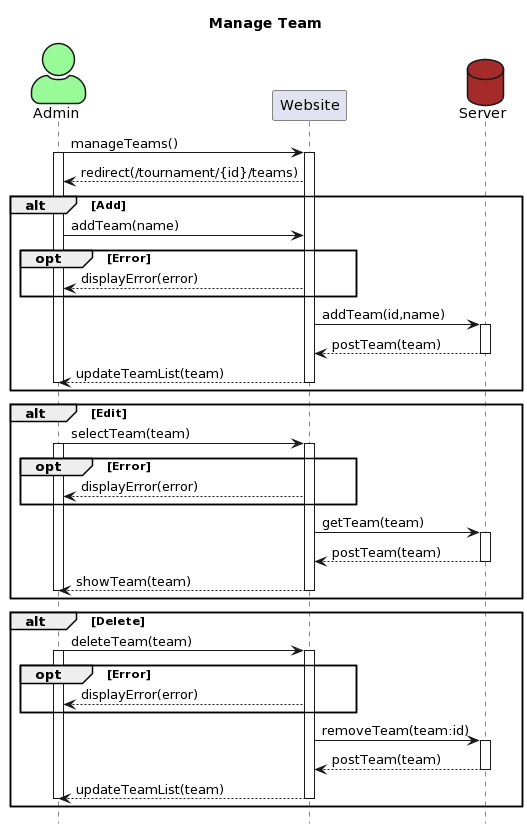 Manage Team
Admin
Website
Server
manageTeams()
redirect(/tournament/{id}/teams)
alt [Add]
addTeam(name)
opt [Error]
displayError(error)
addTeam(id,name)
postTeam(team)
updateTeamList(team)
alt [Edit]
selectTeam(team)
opt [Error]
displayError(error)
getTeam(team)
postTeam(team)
showTeam(team)
alt [Delete]
deleteTeam(team)
opt [Error]
displayError(error)
removeTeam(team:id)
postTeam(team)
updateTeamList(team)